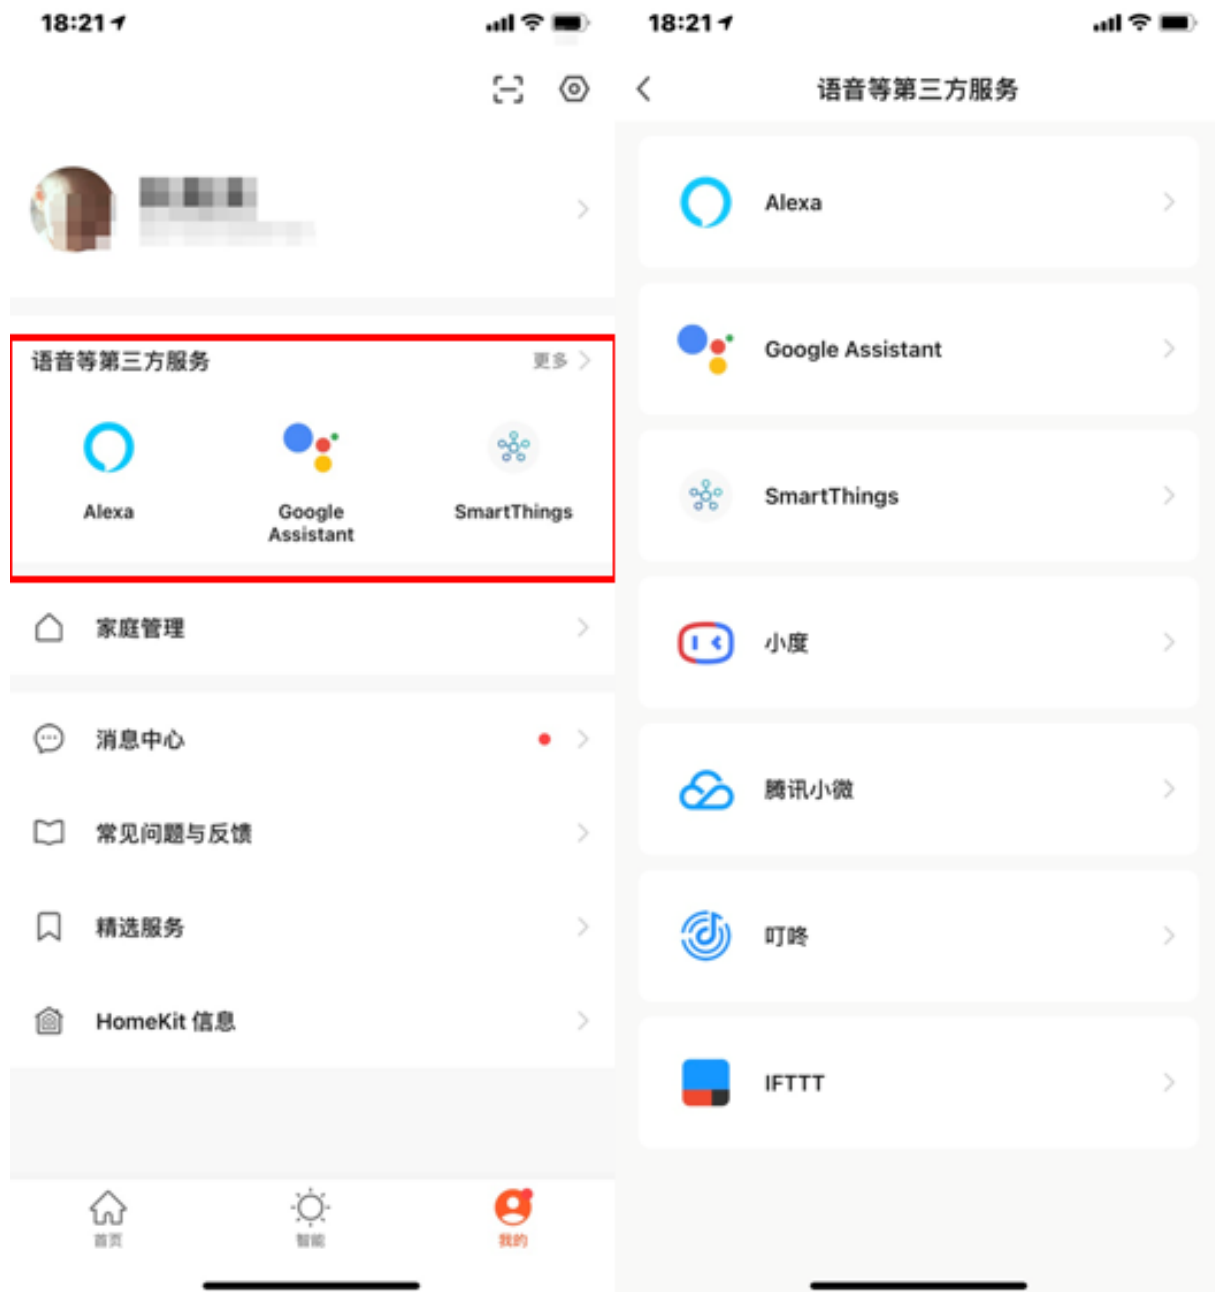 18:21
语音等第三方服务
更多
Alexa
Google
Assistant
SmartThings
家庭管理
消息中心
常见问题与反馈
精选服务
HomeKit 信息
首页
智能
我的
18:21
语音等第三方服务
Alexa
Google Assistant
SmartThings
小度
腾讯小微
叮咚
IFTTT